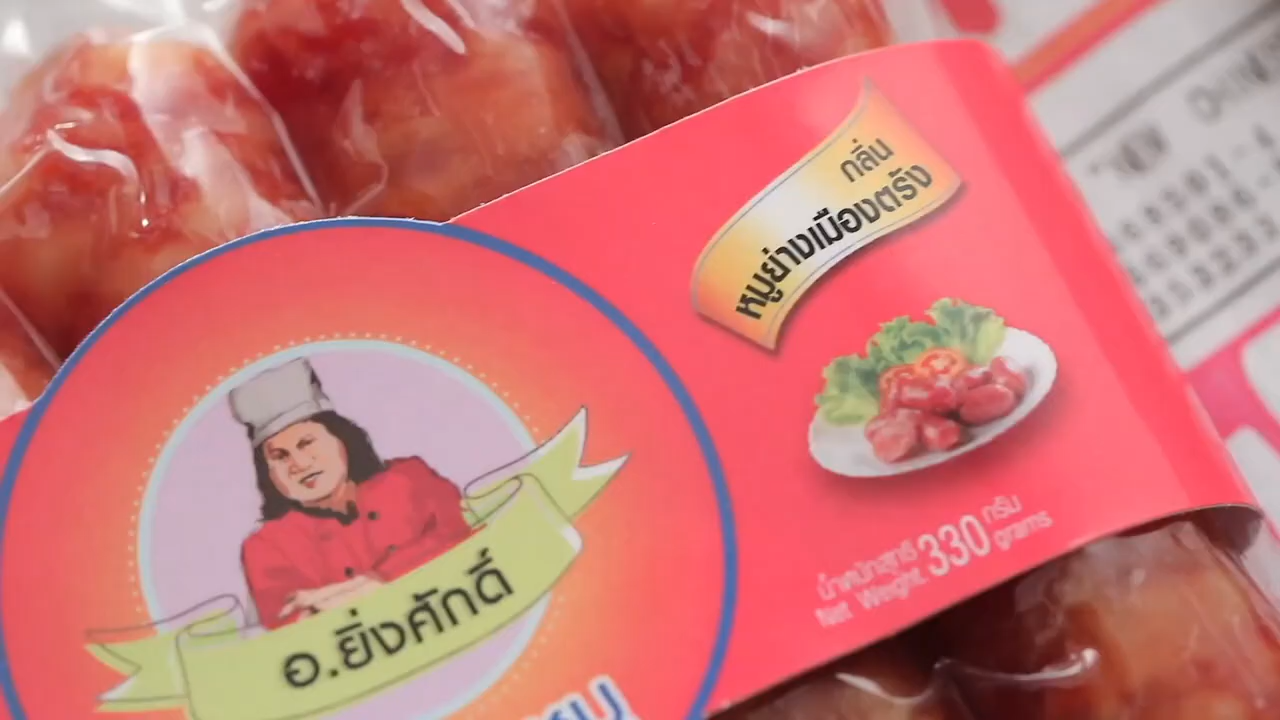 กลิ่น
หมูย่างเมืองตรัง
น้ำหนักสุทธิ 330 กรัม
Net Weight grams
อ.ยิ่งศักดิ์